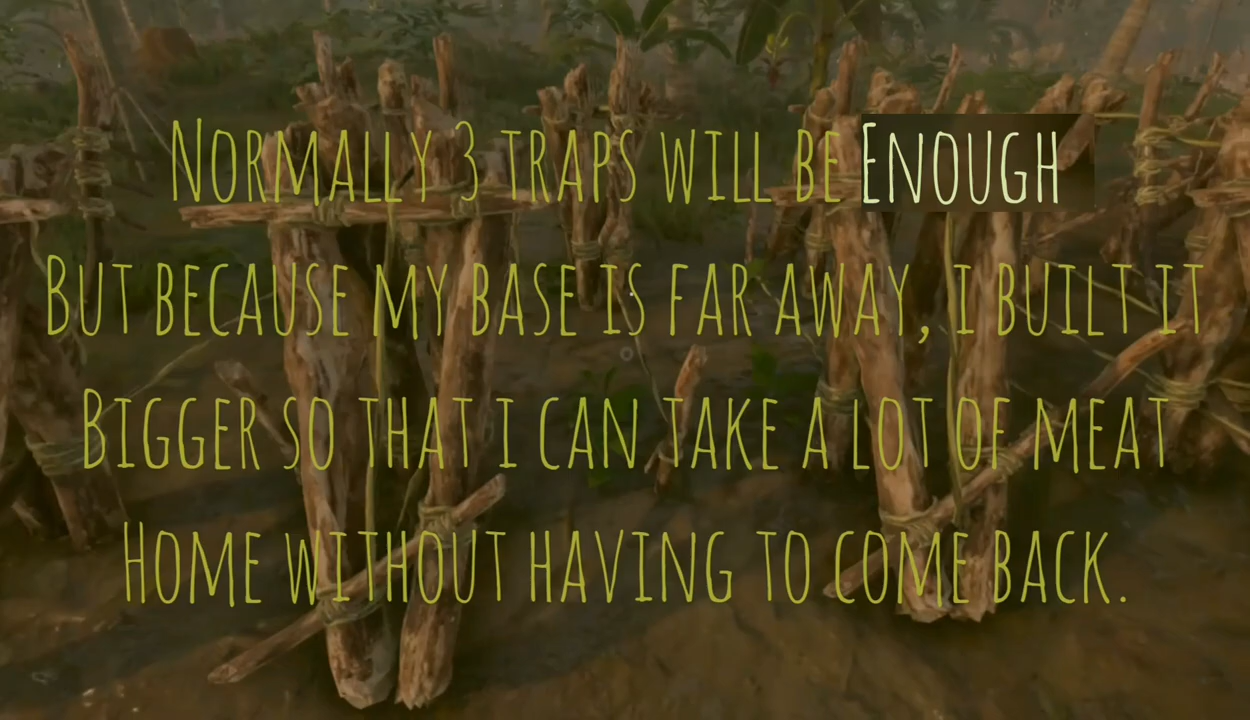 Normally 3 traps will be Enough
But because my base is far away, i built it
Bigger so that i can take a lot of meat
Home without having to come back.